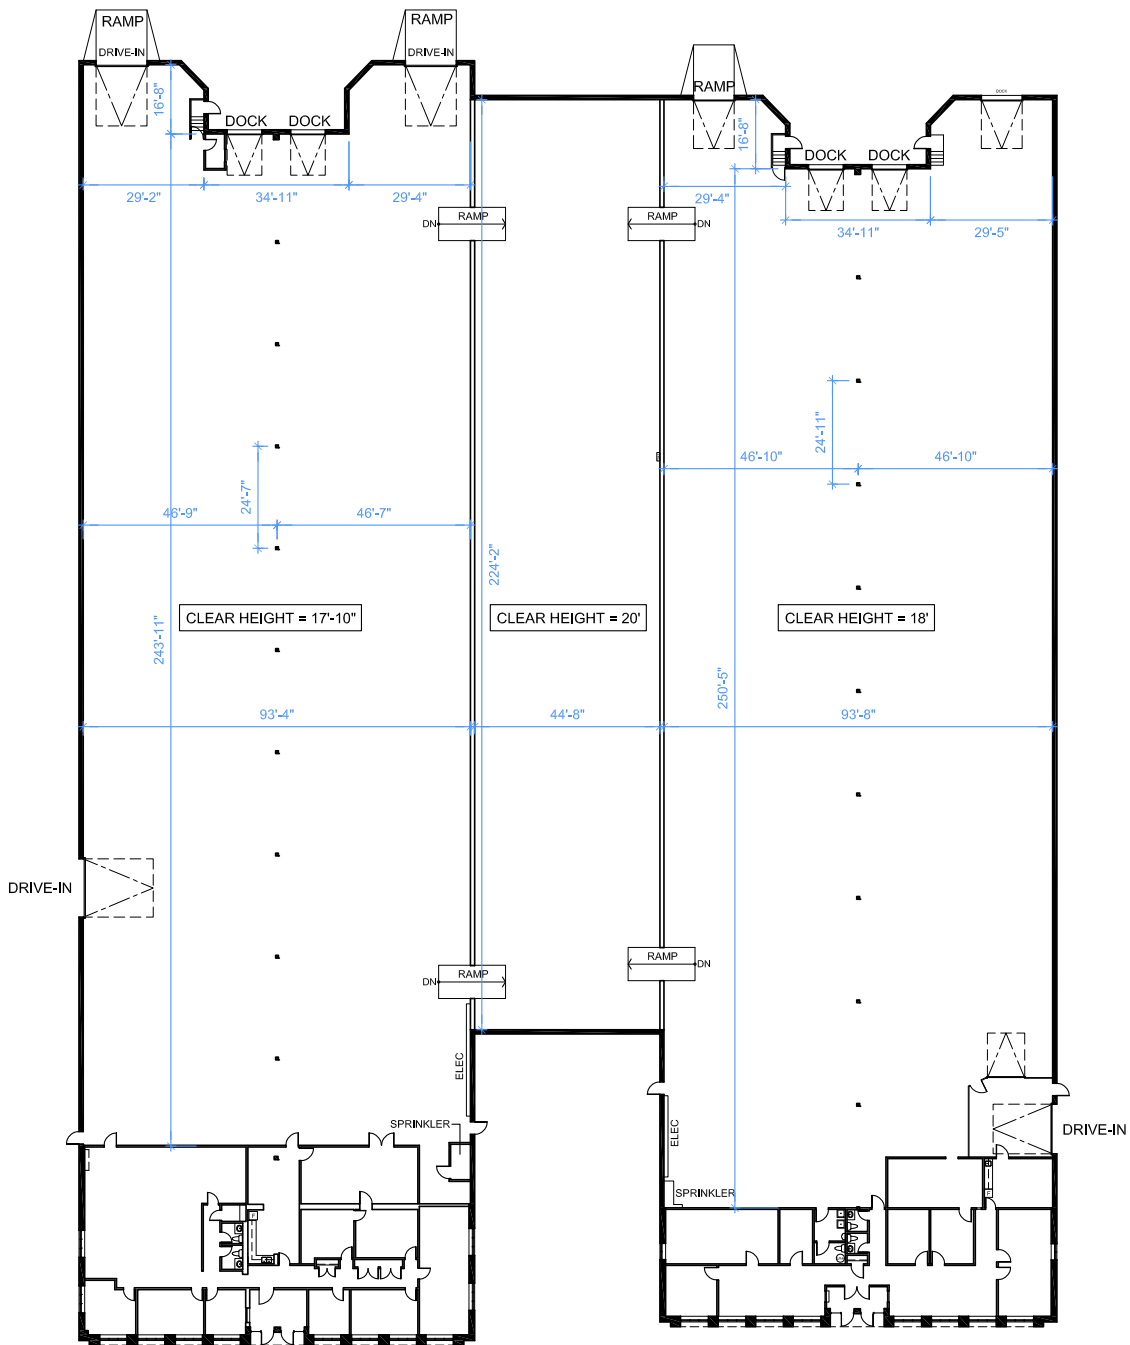 RAMP
RAMP
DRIVE-IN
DRIVE-IN
RAMP
DOCK
16'-8"
DOCK
DOCK
16'-8"
DOCK
DOCK
29'-2"
34'-11"
29'-4"
29'-4"
34'-11"
29'-5"
RAMP
DN
RAMP
DN
24'-11"
46'-10"
46'-10"
24'-7"
46'-9"
46'-7"
224'-2"
CLEAR HEIGHT = 17'-10"
CLEAR HEIGHT = 20'
CLEAR HEIGHT = 18'
243'-11"
250'-5"
93'-4"
44'-8"
93'-8"
DRIVE-IN
RAMP
DN
RAMP
DN
ELEC
SPRINKLER
ELEC
DRIVE-IN
SPRINKLER
F
F